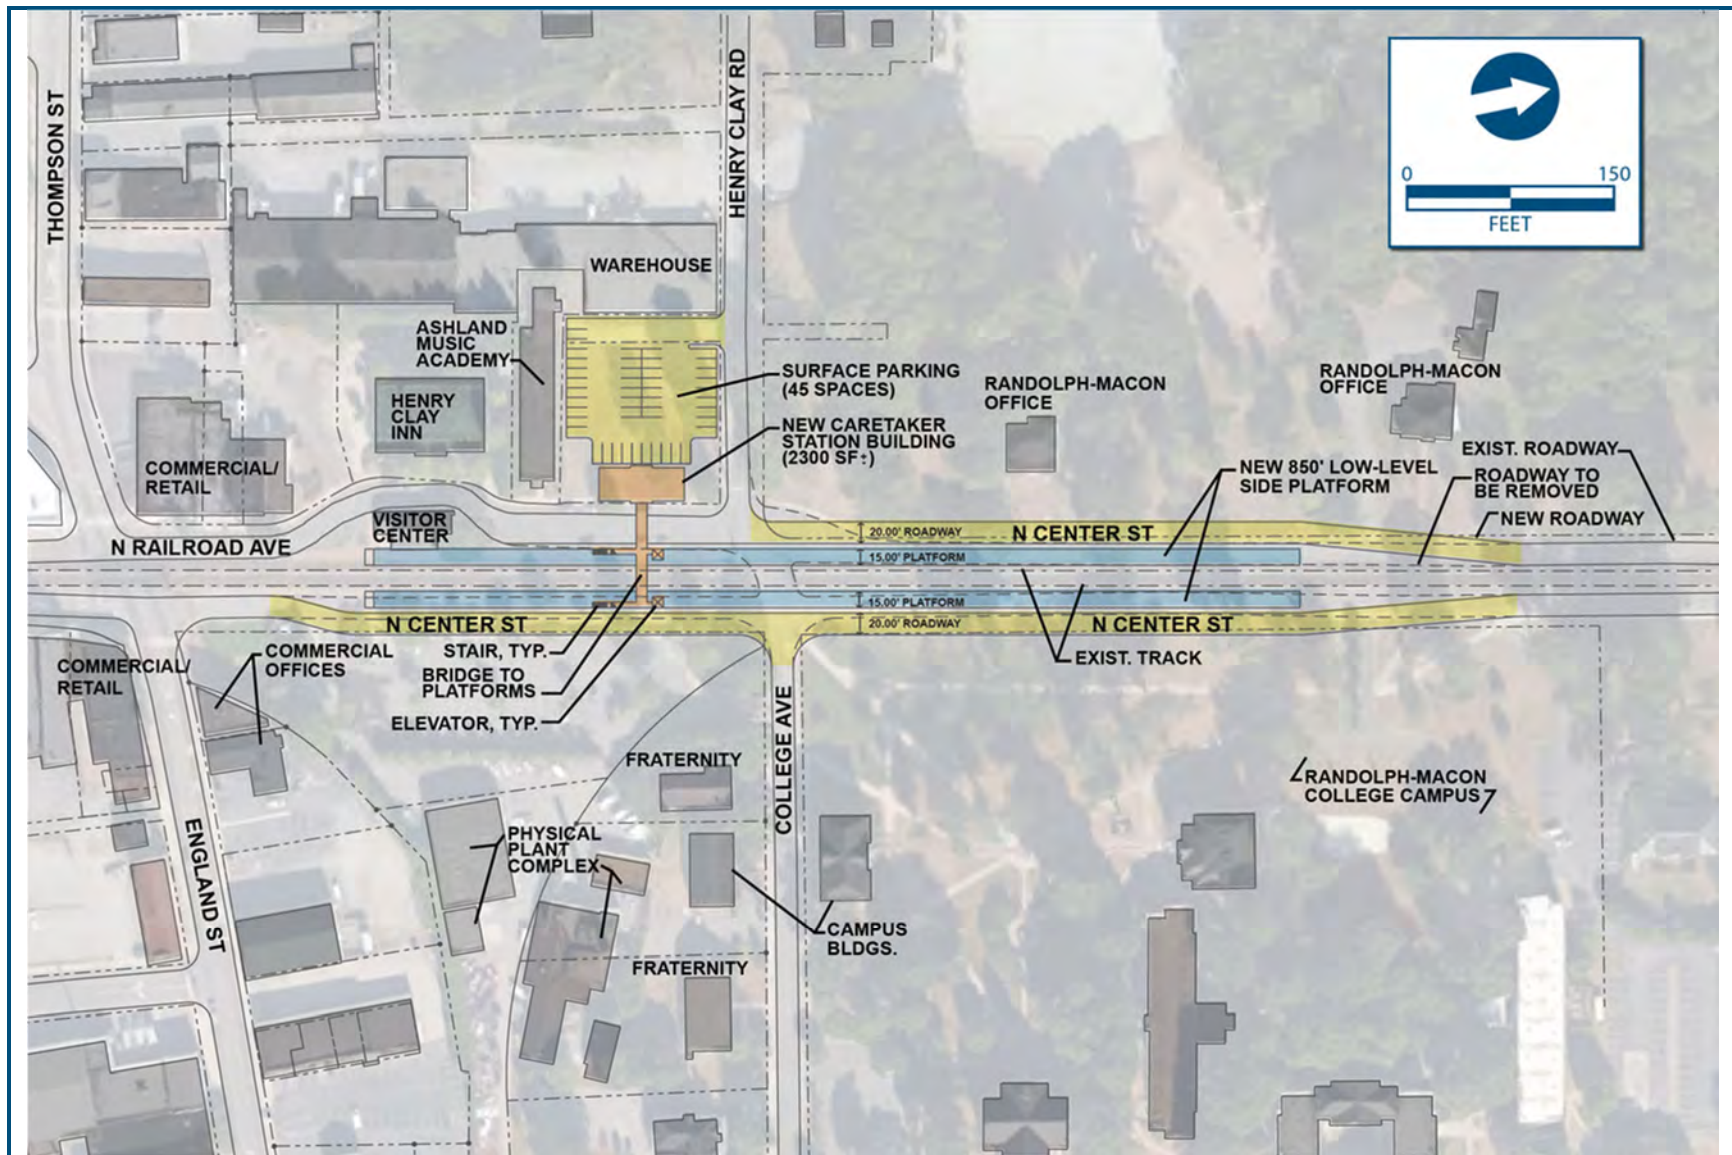 THOMPSON ST
HENRY CLAY RD
0 150
FEET
WAREHOUSE
ASHLAND
MUSIC
ACADEMY
HENRY
CLAY
INN
SURFACE PARKING
(45 SPACES)
NEW CARETAKER
STATION BUILDING
(2300 SF±)
RANDOLPH-MACON
OFFICE
RANDOLPH-MACON
OFFICE
COMMERCIAL/
RETAIL
NEW 850' LOW-LEVEL
SIDE PLATFORM
EXIST. ROADWAY
ROADWAY TO
BE REMOVED
NEW ROADWAY
VISITOR
CENTER
N RAILROAD AVE
20.00' ROADWAY
N CENTER ST
15.00' PLATFORM
15.00' PLATFORM
N CENTER ST
20.00' ROADWAY
N CENTER ST
STAIR, TYP.
BRIDGE TO
PLATFORMS
ELEVATOR, TYP.
EXIST. TRACK
COMMERCIAL/
RETAIL
COMMERCIAL
OFFICES
ENGLAND ST
COLLEGE AVE
FRATERNITY
RANDOLPH-MACON
COLLEGE CAMPUS
PHYSICAL
PLANT
COMPLEX
CAMPUS
BLDGS.
FRATERNITY